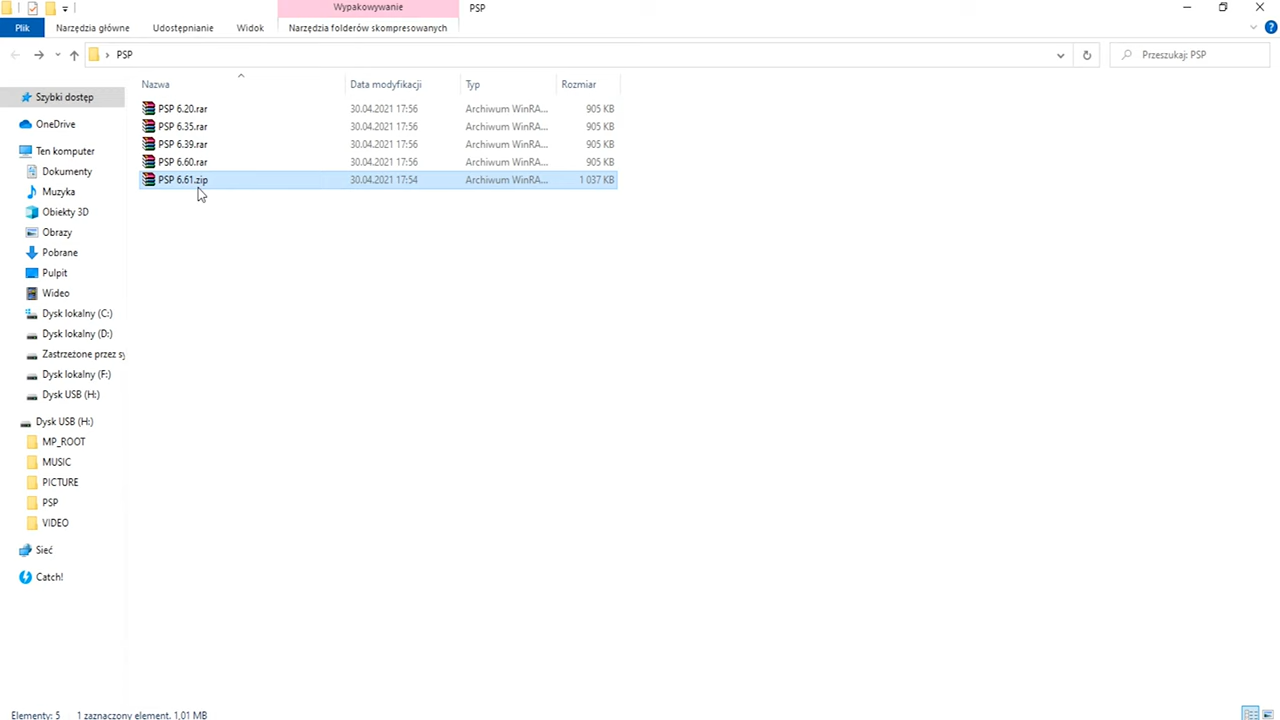 Wypakowywanie PSP
Plik Narzędzia główne Udostępnianie Widok Narzędzia folderów skompresowanych
PSP Przeszukaj: PSP
Nazwa Data modyfikacji Typ Rozmiar
PSP 6.20.rar 30.04.2021 17:56 Archiwum WinRA... 905 KB
PSP 6.35.rar 30.04.2021 17:56 Archiwum WinRA... 905 KB
PSP 6.39.rar 30.04.2021 17:56 Archiwum WinRA... 905 KB
PSP 6.60.rar 30.04.2021 17:56 Archiwum WinRA... 905 KB
PSP 6.61.zip 30.04.2021 17:54 Archiwum WinRA... 1 037 KB
Szybki dostęp
OneDrive
Ten komputer
Dokumenty
Muzyka
Obiekty 3D
Obrazy
Pobrane
Pulpit
Wideo
Dysk lokalny (C:)
Dysk lokalny (D:)
Zastrzeżone przez sy
Dysk lokalny (F:)
Dysk USB (H:)
Dysk USB (H:)
MP_ROOT
MUSIC
PICTURE
PSP
VIDEO
Sieć
Catch!
Elementy: 5 1 zaznaczony element. 1,01 MB